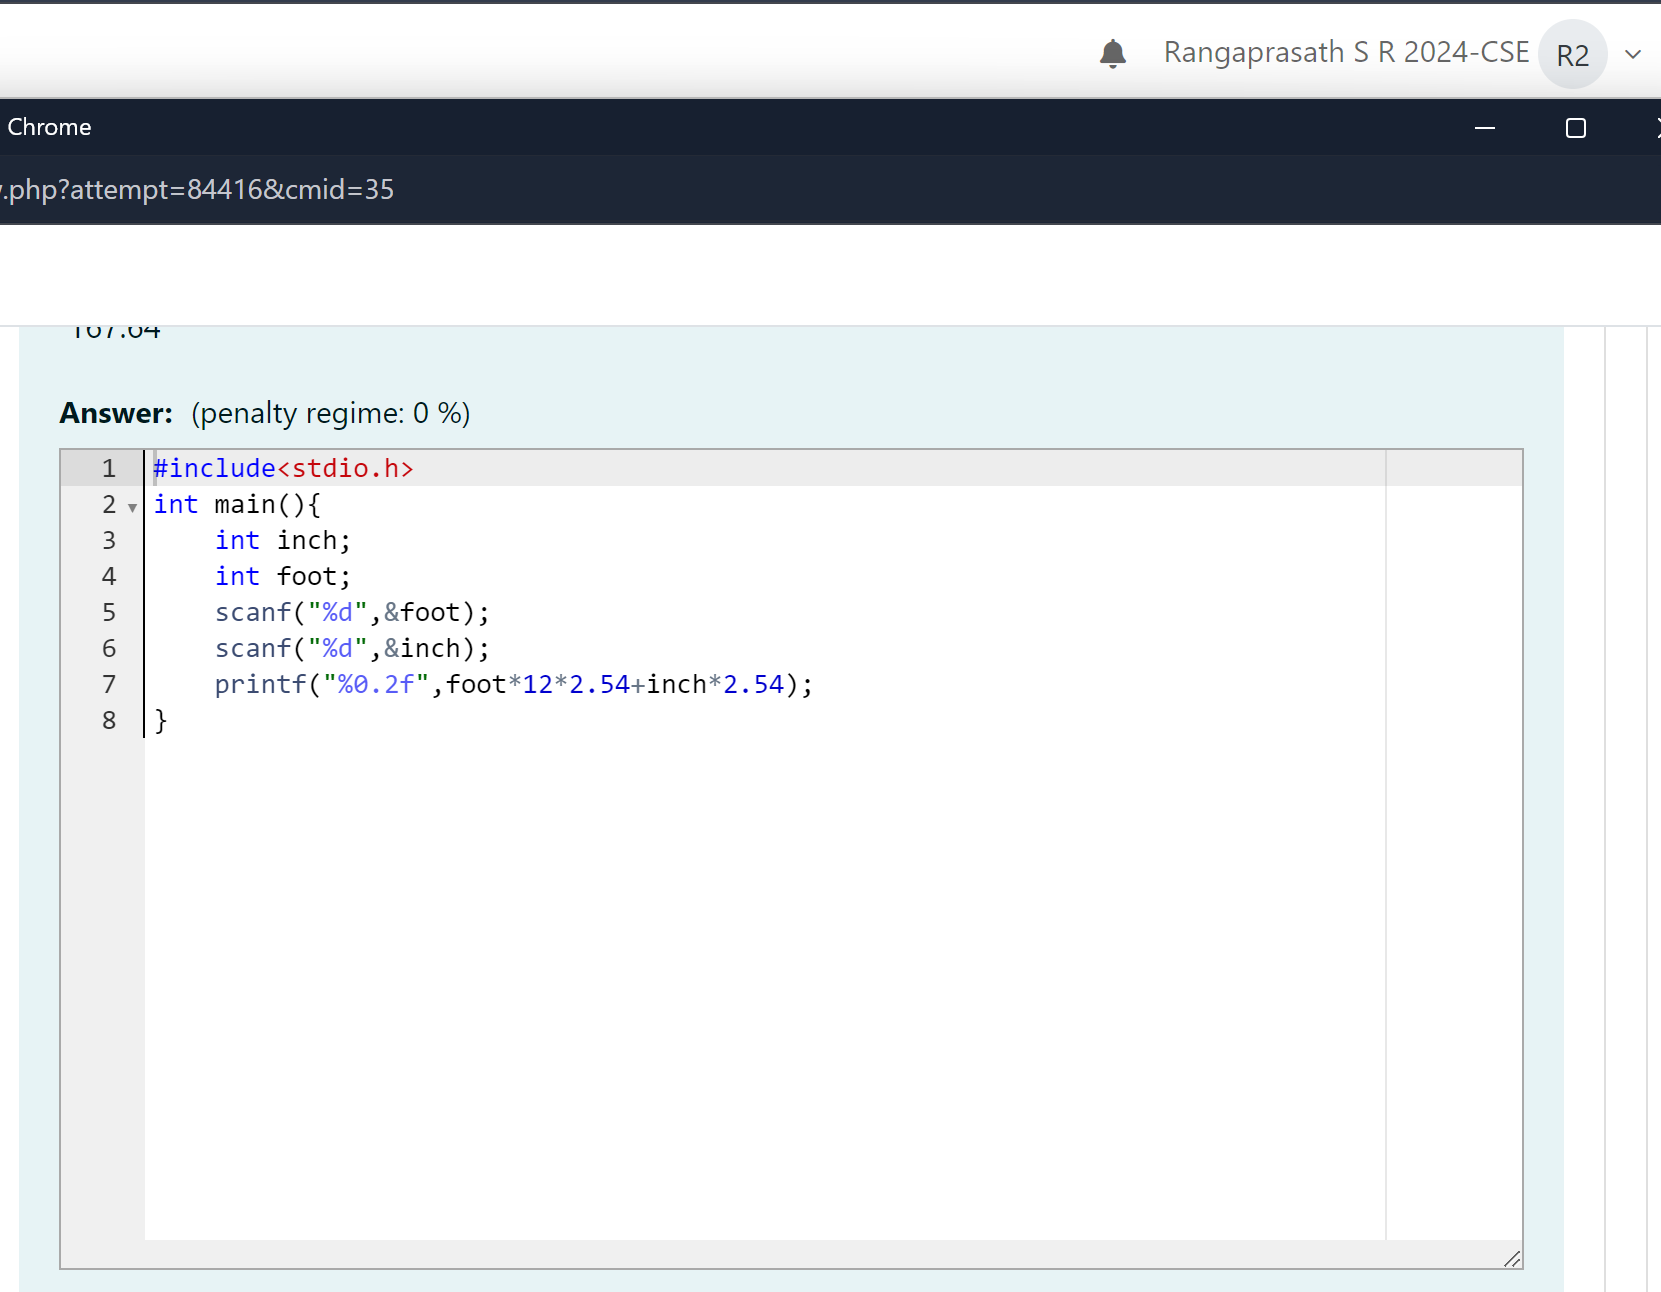 Rangaprasath S R 2024-CSE R2
Chrome
.php?attempt=84416&cmid=35
167.64
Answer: (penalty regime: 0 %)
1 #include<stdio.h>
2 int main(){
3 int inch;
4 int foot;
5 scanf("%d",&foot);
6 scanf("%d",&inch);
7 printf("%0.2f",foot*12*2.54+inch*2.54);
8 }